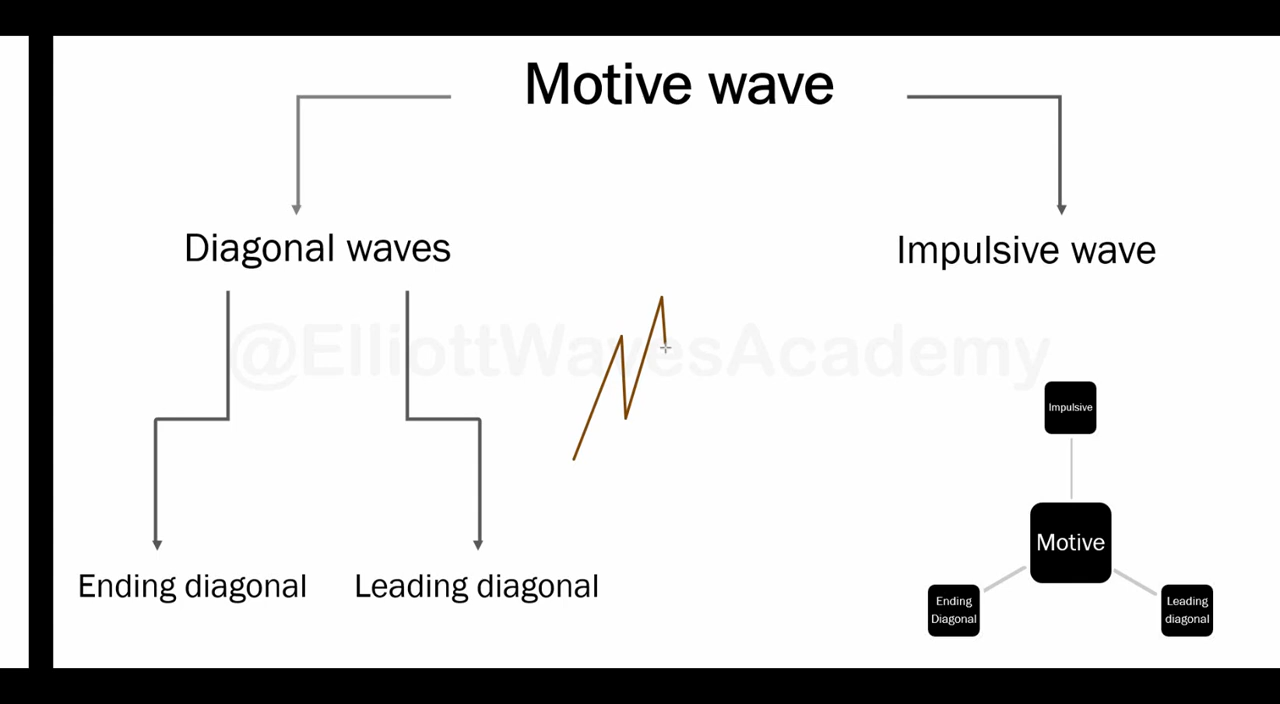 Motive wave
Diagonal waves
Impulsive wave
@ElliottWavesAcademy
Impulsive
Motive
Ending diagonal
Leading diagonal
Ending
Diagonal
Leading
diagonal